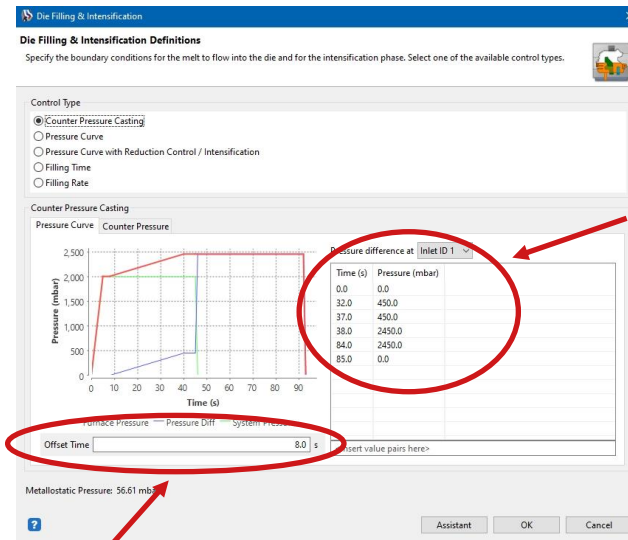 Die Filling & Intensification
Die Filling & Intensification Definitions
Specify the boundary conditions for the melt to flow into the die and for the intensification phase. Select one of the available control types.
Control Type
Counter Pressure Casting
Pressure Curve
Pressure Curve with Reduction Control / Intensification
Filling Time
Filling Rate
Counter Pressure Casting
Pressure Curve Counter Pressure
Pressure difference at Inlet ID 1
Time (s) Pressure (mbar)
0.0 0.0
32.0 450.0
37.0 450.0
38.0 2450.0
84.0 2450.0
85.0 0.0
<Insert value pairs here>
Pressure (mbar)
2,500
2,000
1,500
1,000
500
0
0 10 20 30 40 50 60 70 80 90
Time (s)
Furnace Pressure Pressure Diff System
Offset Time 8.0 s
Metallostatic Pressure: 56.61
? Assistant OK Cancel